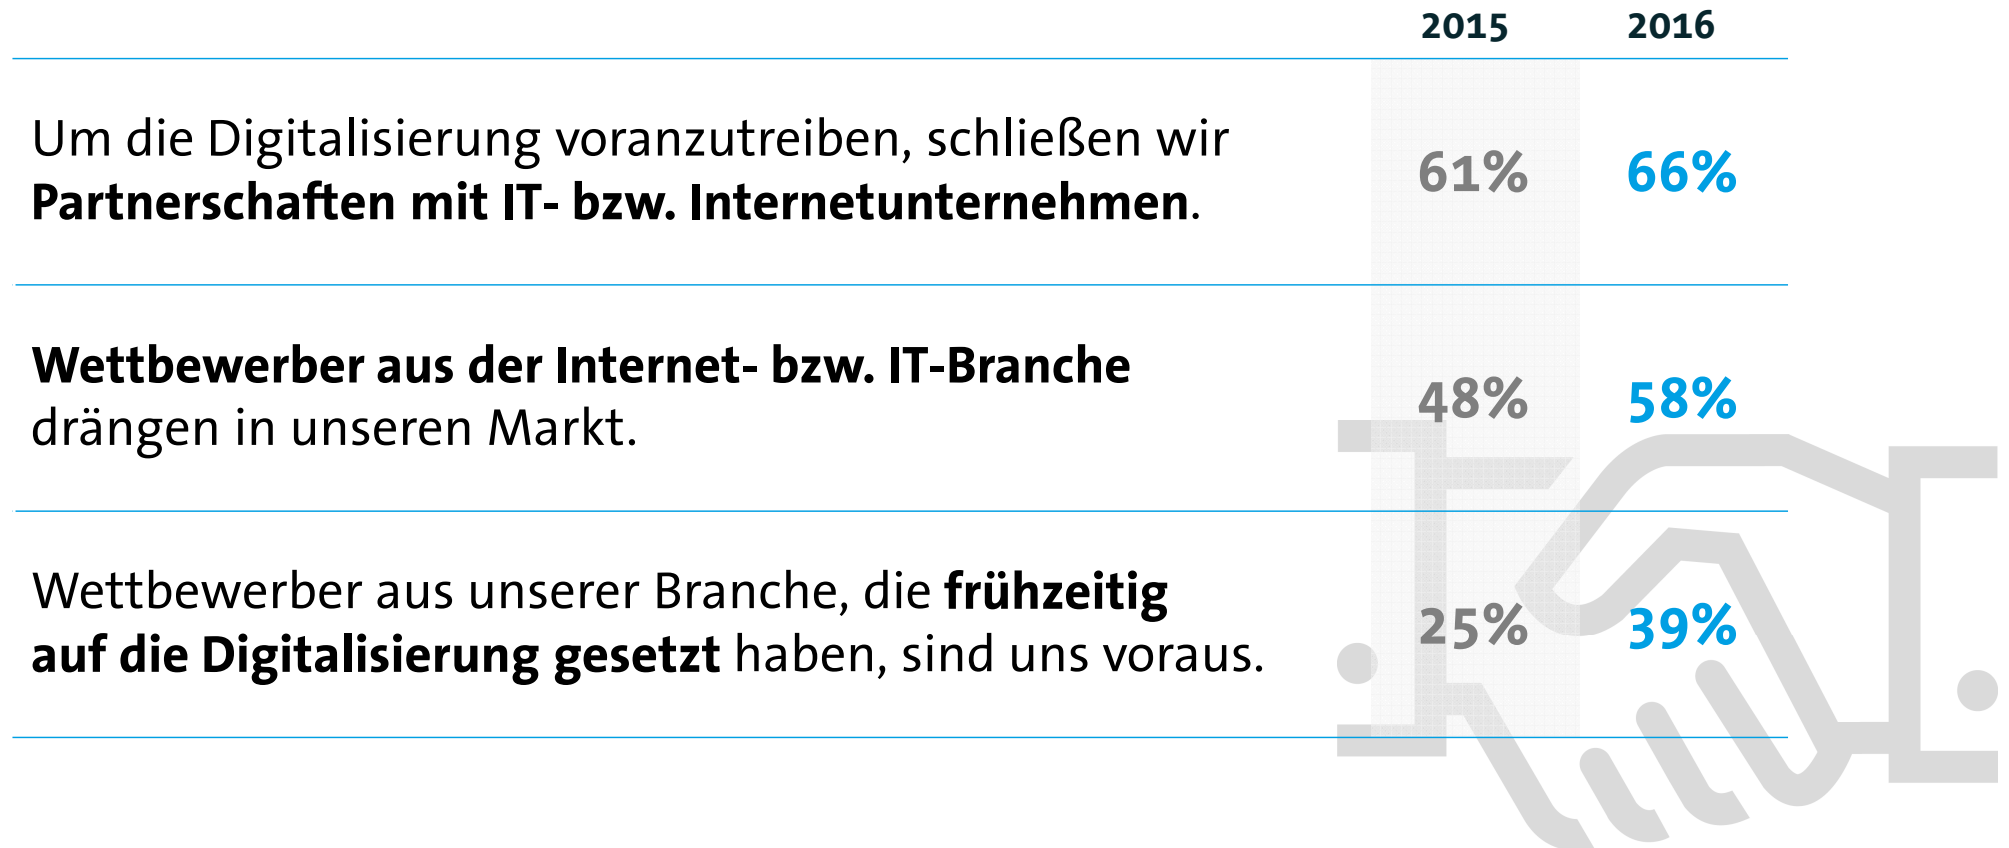 2015 2016
Um die Digitalisierung voranzutreiben, schließen wir
Partnerschaften mit IT- bzw. Internetunternehmen.
61% 66%
Wettbewerber aus der Internet- bzw. IT-Branche
drängen in unseren Markt.
48% 58%
Wettbewerber aus unserer Branche, die frühzeitig
auf die Digitalisierung gesetzt haben, sind uns voraus.
25% 39%